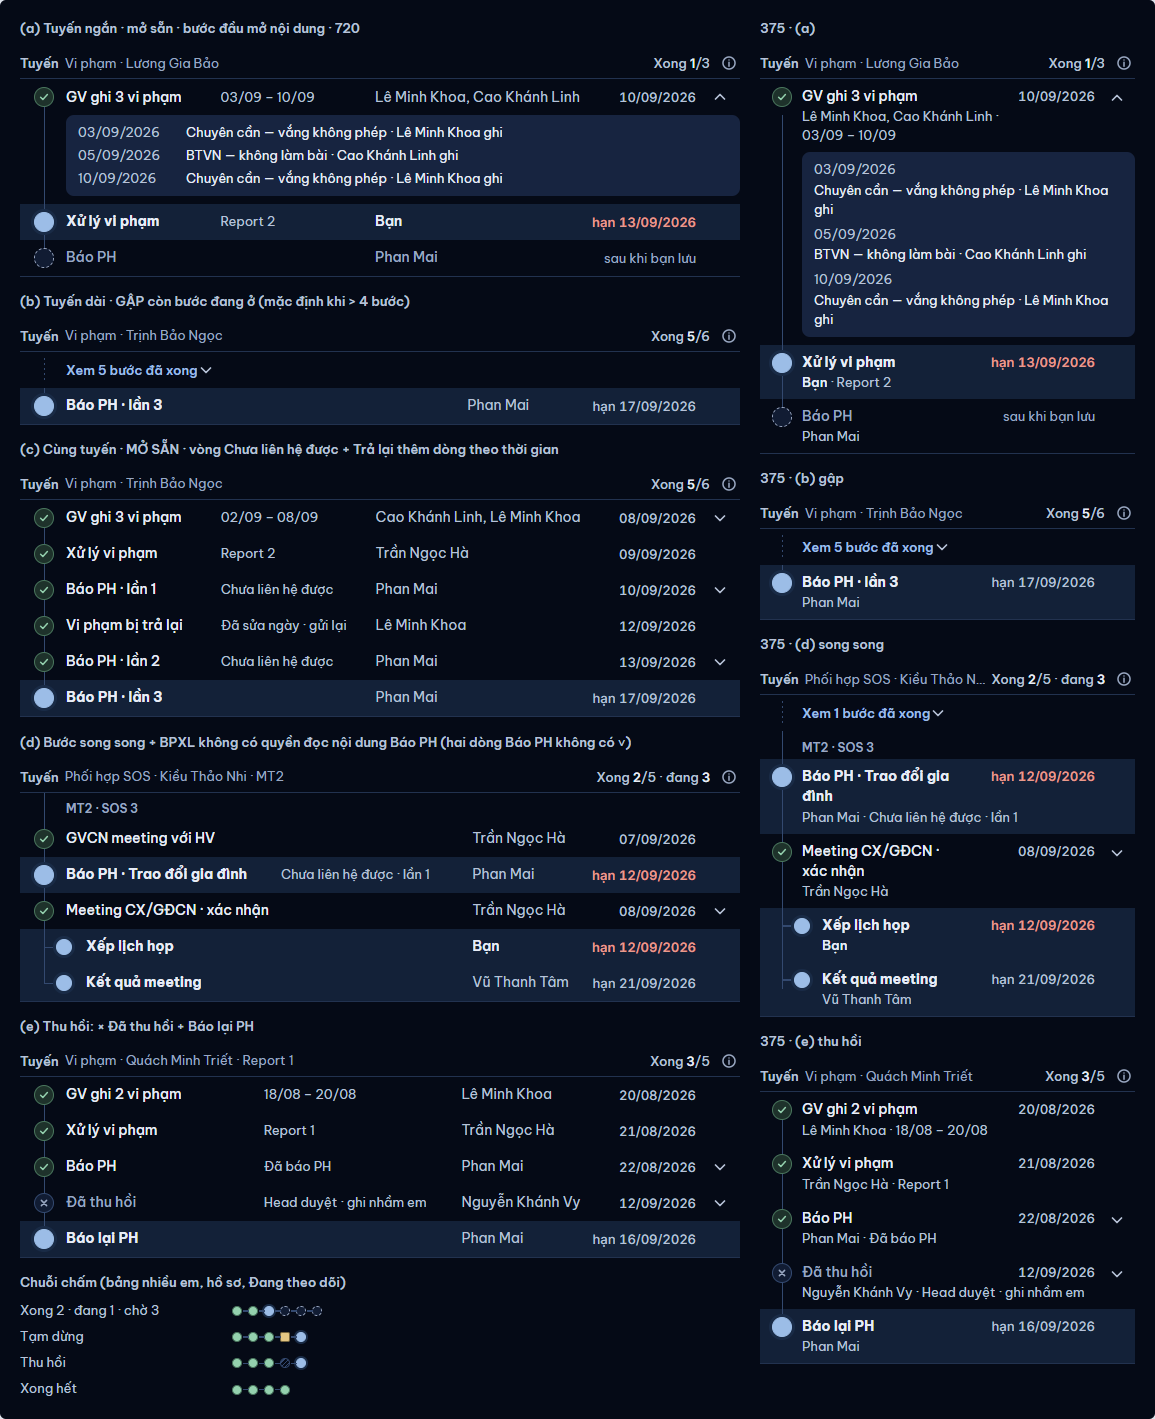 (a) Tuyến ngắn · mở sẵn · bước đầu mở nội dung · 720
Tuyến Vi phạm · Lương Gia Bảo Xong 1/3
GV ghi 3 vi phạm 03/09 – 10/09 Lê Minh Khoa, Cao Khánh Linh 10/09/2026
03/09/2026 Chuyên cần — vắng không phép · Lê Minh Khoa ghi
05/09/2026 BTVN — không làm bài · Cao Khánh Linh ghi
10/09/2026 Chuyên cần — vắng không phép · Lê Minh Khoa ghi
Xử lý vi phạm Report 2 Bạn hạn 13/09/2026
Báo PH Phan Mai sau khi bạn lưu
(b) Tuyến dài · GẬP còn bước đang ở (mặc định khi > 4 bước)
Tuyến Vi phạm · Trịnh Bảo Ngọc Xong 5/6
Xem 5 bước đã xong
Báo PH · lần 3 Phan Mai hạn 17/09/2026
(c) Cùng tuyến · MỞ SẴN · vòng Chưa liên hệ được + Trả lại thêm dòng theo thời gian
Tuyến Vi phạm · Trịnh Bảo Ngọc Xong 5/6
GV ghi 3 vi phạm 02/09 – 08/09 Cao Khánh Linh, Lê Minh Khoa 08/09/2026
Xử lý vi phạm Report 2 Trần Ngọc Hà 09/09/2026
Báo PH · lần 1 Chưa liên hệ được Phan Mai 10/09/2026
Vi phạm bị trả lại Đã sửa ngày · gửi lại Lê Minh Khoa 12/09/2026
Báo PH · lần 2 Chưa liên hệ được Phan Mai 13/09/2026
Báo PH · lần 3 Phan Mai hạn 17/09/2026
(d) Bước song song + BPXL không có quyền đọc nội dung Báo PH (hai dòng Báo PH không có v)
Tuyến Phối hợp SOS · Kiều Thảo Nhi · MT2 Xong 2/5 · đang 3
MT2 · SOS 3
GVCN meeting với HV Trần Ngọc Hà 07/09/2026
Báo PH · Trao đổi gia đình Chưa liên hệ được · lần 1 Phan Mai hạn 12/09/2026
Meeting CX/GĐCN · xác nhận Trần Ngọc Hà 08/09/2026
Xếp lịch họp Bạn hạn 12/09/2026
Kết quả meeting Vũ Thanh Tâm hạn 21/09/2026
(e) Thu hồi: × Đã thu hồi + Báo lại PH
Tuyến Vi phạm · Quách Minh Triết · Report 1 Xong 3/5
GV ghi 2 vi phạm 18/08 – 20/08 Lê Minh Khoa 20/08/2026
Xử lý vi phạm Report 1 Trần Ngọc Hà 21/08/2026
Báo PH Đã báo PH Phan Mai 22/08/2026
Đã thu hồi Head duyệt · ghi nhầm em Nguyễn Khánh Vy 12/09/2026
Báo lại PH Phan Mai hạn 16/09/2026
Chuỗi chấm (bảng nhiều em, hồ sơ, Đang theo dõi)
Xong 2 · đang 1 · chờ 3
Tạm dừng
Thu hồi
Xong hết
375 · (a)
Tuyến Vi phạm · Lương Gia Bảo Xong 1/3
GV ghi 3 vi phạm 10/09/2026
Lê Minh Khoa, Cao Khánh Linh ·
03/09 – 10/09
03/09/2026
Chuyên cần — vắng không phép · Lê Minh Khoa
ghi
05/09/2026
BTVN — không làm bài · Cao Khánh Linh ghi
10/09/2026
Chuyên cần — vắng không phép · Lê Minh Khoa
ghi
Xử lý vi phạm hạn 13/09/2026
Bạn · Report 2
Báo PH sau khi bạn lưu
Phan Mai
375 · (b) gập
Tuyến Vi phạm · Trịnh Bảo Ngọc Xong 5/6
Xem 5 bước đã xong
Báo PH · lần 3 hạn 17/09/2026
Phan Mai
375 · (d) song song
Tuyến Phối hợp SOS · Kiều Thảo N... Xong 2/5 · đang 3
Xem 1 bước đã xong
MT2 · SOS 3
Báo PH · Trao đổi gia hạn 12/09/2026
đình
Phan Mai · Chưa liên hệ được · lần 1
Meeting CX/GĐCN · 08/09/2026
xác nhận
Trần Ngọc Hà
Xếp lịch họp hạn 12/09/2026
Bạn
Kết quả meeting hạn 21/09/2026
Vũ Thanh Tâm
375 · (e) thu hồi
Tuyến Vi phạm · Quách Minh Triết Xong 3/5
GV ghi 2 vi phạm 20/08/2026
Lê Minh Khoa · 18/08 – 20/08
Xử lý vi phạm 21/08/2026
Trần Ngọc Hà · Report 1
Báo PH 22/08/2026
Phan Mai · Đã báo PH
Đã thu hồi 12/09/2026
Nguyễn Khánh Vy · Head duyệt · ghi nhầm em
Báo lại PH hạn 16/09/2026
Phan Mai